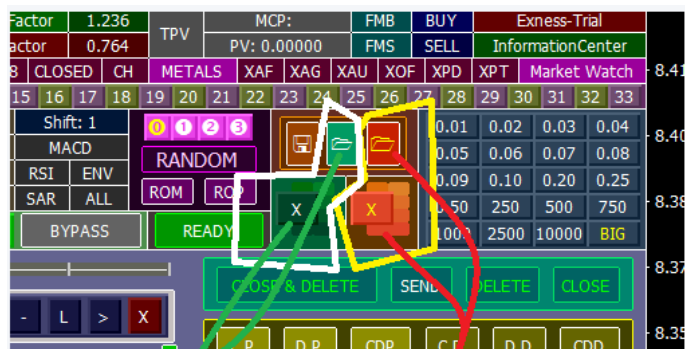 Factor 1.236 TPV MCP: FMB BUY Exness-Trial
actor 0.764 PV: 0.00000 FMS SELL InformationCenter
8 CLOSED CH METALS XAF XAG XAU XOF XPD XPT Market Watch 8.41
15 16 17 18 19 20 21 22 23 24 25 26 27 28 29 30 31 32 33
Shift: 1 0 1 2 3 0.01 0.02 0.03 0.04 8.40
MACD RANDOM 0.05 0.06 0.07 0.08
RSI ENV 0.09 0.10 0.20 0.25
SAR ALL ROM X X 50 250 500 750 8.38
BYPASS READY 1000 2500 10000 BIG
8.37
CLOSE & DELETE SEND DELETE CLOSE
- L > X
P D P CDP C D D D CDD 8.35